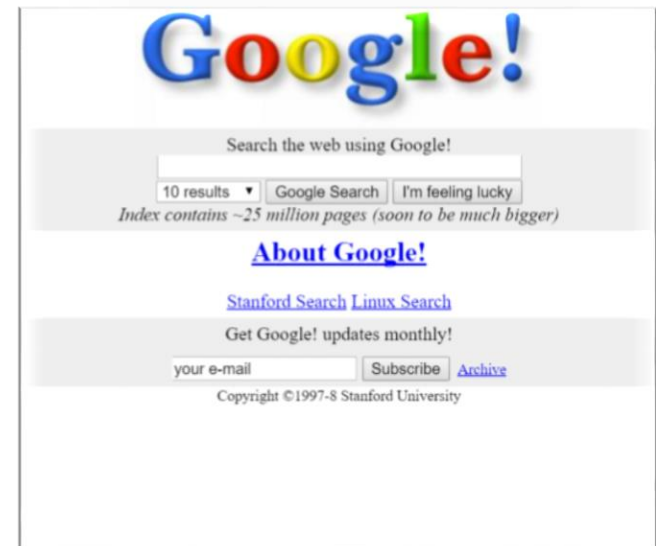 Google!
Search the web using Google!
10 results Google Search I'm feeling lucky
Index contains ~25 million pages (soon to be much bigger)
About Google!
Stanford Search Linux Search
Get Google! updates monthly!
your e-mail Subscribe Archive
Copyright ©1997-8 Stanford University